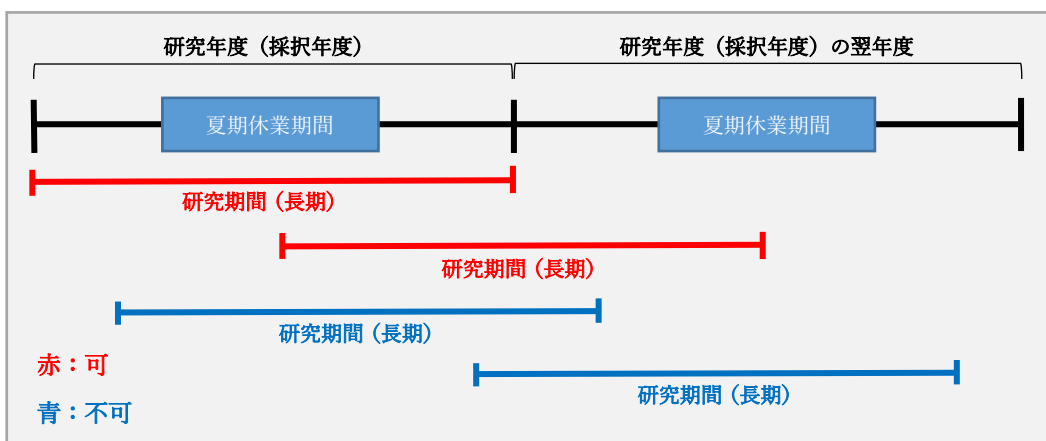 研究年度（採択年度）
研究年度（採択年度）の翌年度
夏期休業期間
夏期休業期間
研究期間（長期）
研究期間（長期）
研究期間（長期）
赤：可
研究期間（長期）
青：不可